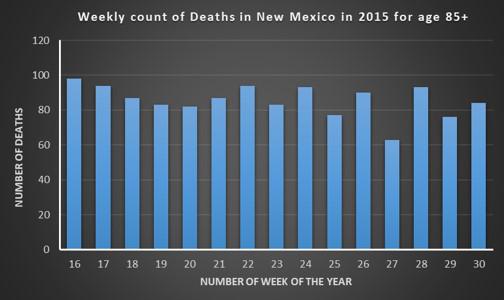 Weekly count of Deaths in New Mexico in 2015 for age 85+
120
100
80
60
40
20
0
NUMBER OF DEATHS
16 17 18 19 20 21 22 23 24 25 26 27 28 29 30
NUMBER OF WEEK OF THE YEAR